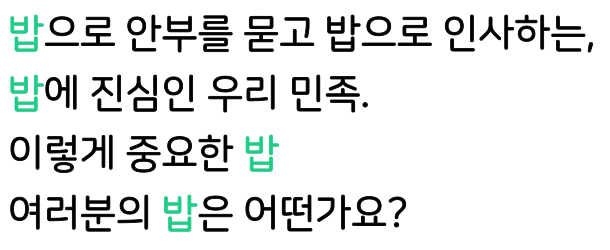 밥으로 안부를 묻고 밥으로 인사하는,
밥에 진심인 우리 민족.
이렇게 중요한 밥
여러분의 밥은 어떤가요?